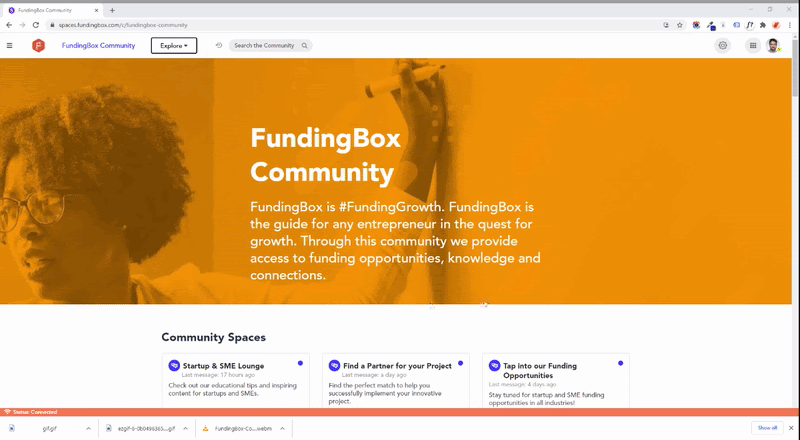 FundingBox Community
spaces.fundingbox.com/c/fundingbox-community
FundingBox Community
Explore
Search the Community
FundingBox
Community
FundingBox is #FundingGrowth. FundingBox is
the guide for any entrepreneur in the quest for
growth. Through this community we provide
access to funding opportunities, knowledge and
connections.
Community Spaces
Startup & SME Lounge
Last message: 17 hours ago
Check out our educational tips and inspiring
content for startups and SMEs.
Find a Partner for your Project
Last message: a day ago
Find the perfect match to help you
successfully implement your innovative
project.
Tap into our Funding
Opportunities
Last message: 4 days ago
Stay tuned for startup and SME funding
opportunities in all industries!
Status: Connected
gif.gif
FundingBox-Co....webm
Show all